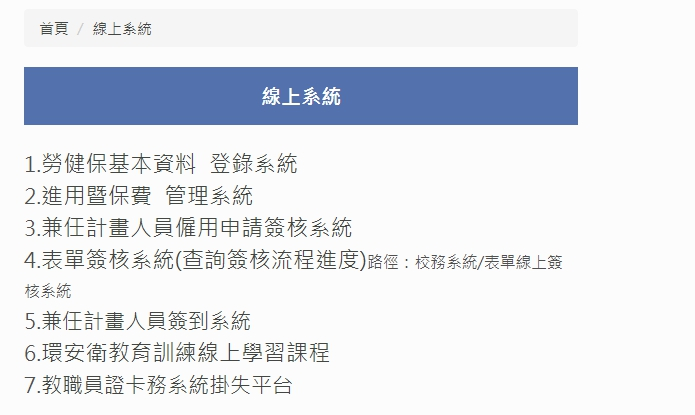 首頁 / 線上系統
線上系統
1.勞健保基本資料 登錄系統
2.進用暨保費 管理系統
3.兼任計畫人員僱用申請簽核系統
4.表單簽核系統(查詢簽核流程進度)路徑：校務系統/表單線上簽
核系統
5.兼任計畫人員簽到系統
6.環安衛教育訓練線上學習課程
7.教職員證卡務系統掛失平台